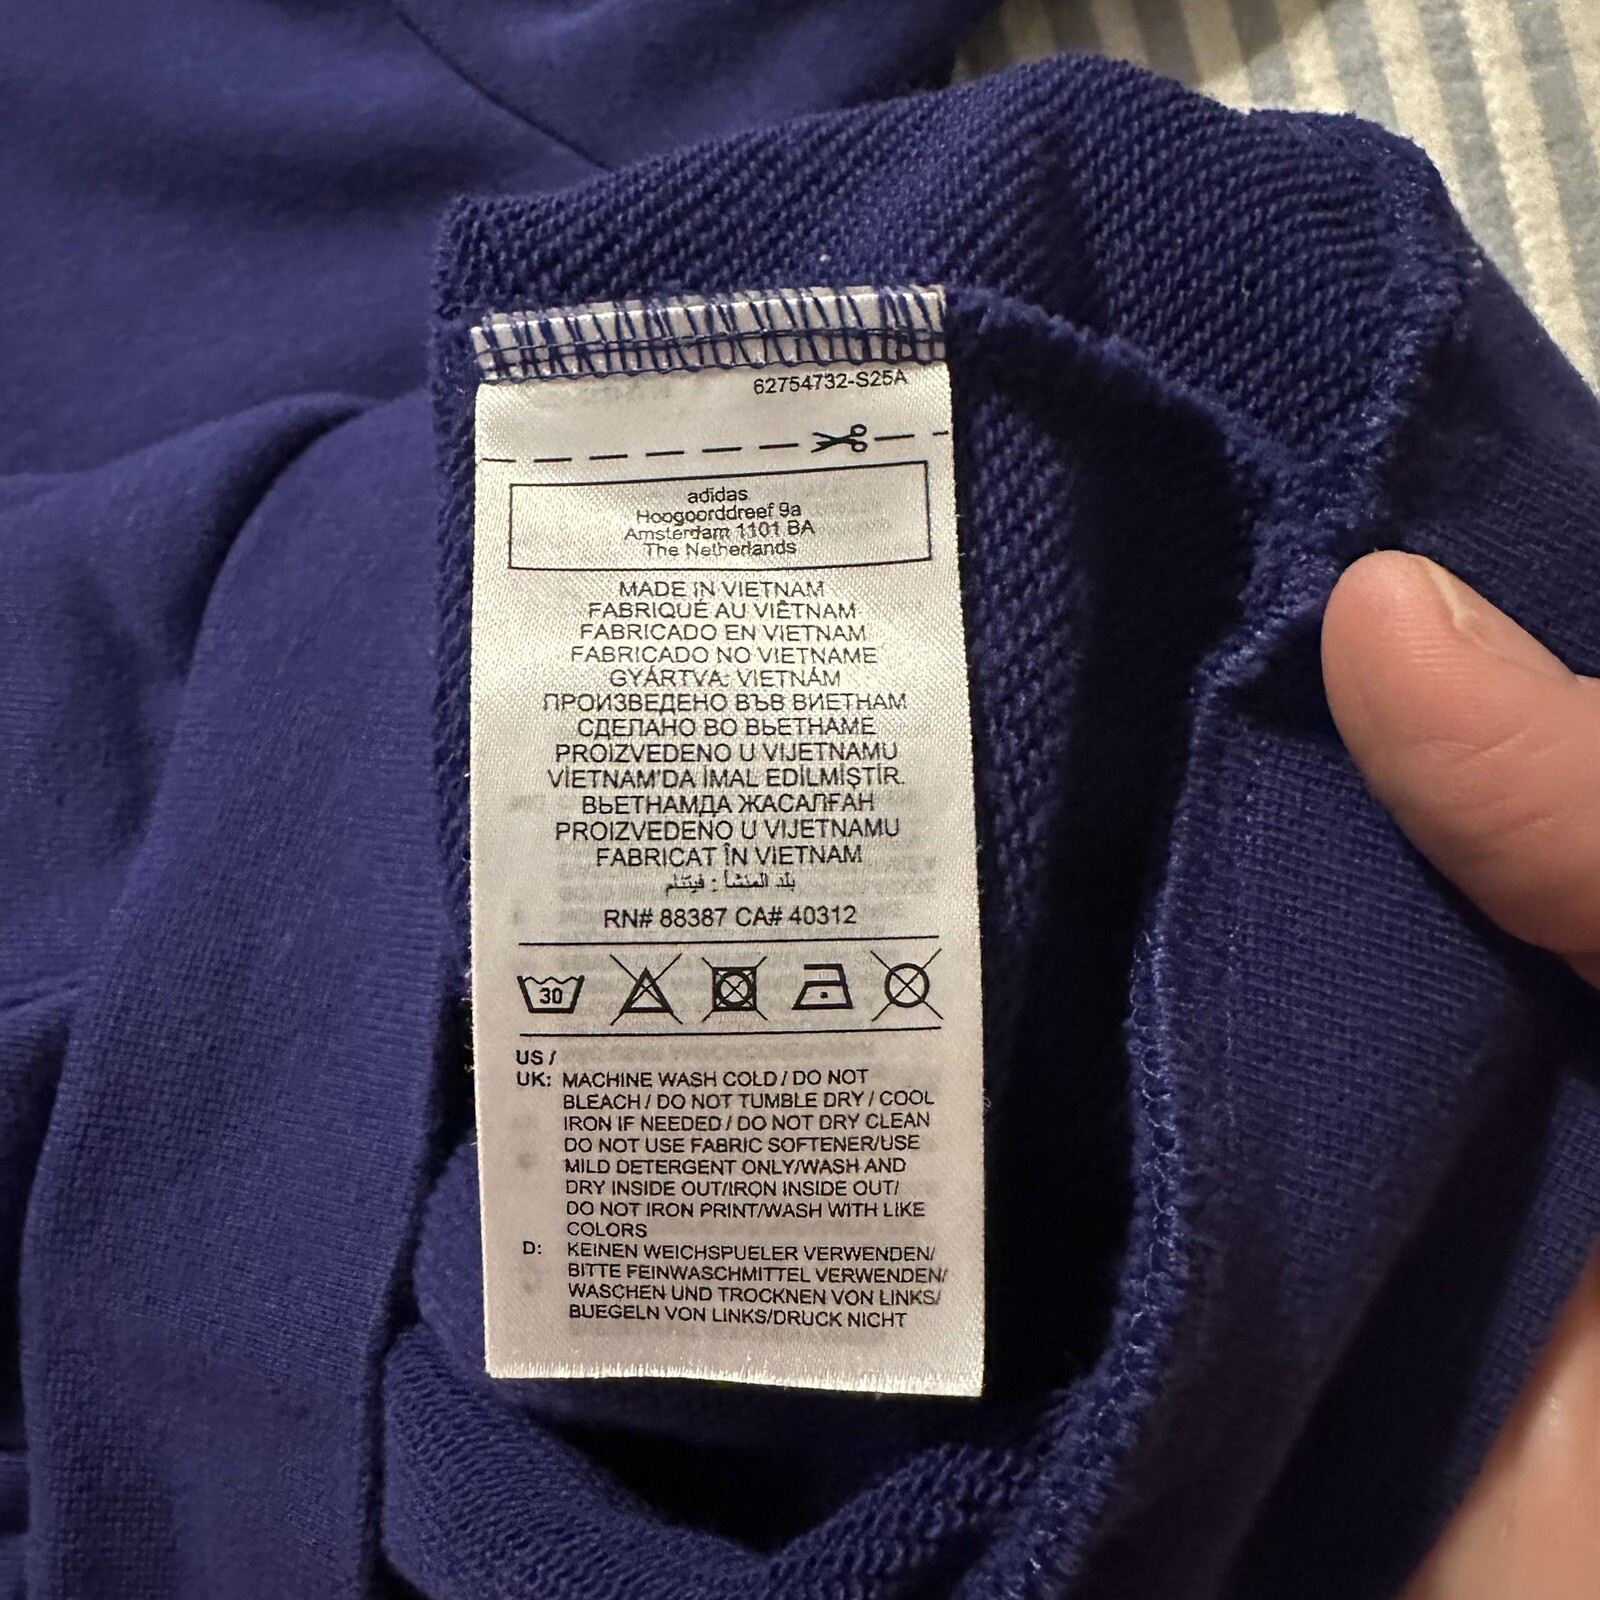 62754732-S25A
adidas
Hoogoorddreef 9a
Amsterdam 1101 BA
The Netherlands
MADE IN VIETNAM
FABRIQUÉ AU VIÊTNAM
FABRICADO EN VIETNAM
FABRICADO NO VIETNAME
GYÁRTVA: VIETNÁM
ПРОИЗВЕДЕНО ВЪВ ВИЕТНАМ
СДЕЛАНО ВО ВЬЕТНАМЕ
PROIZVEDENO U VIJETNAMU
VİETNAM'DA İMAL EDİLMİŞTİR.
ВЬЕТНАМДА ЖАСАЛҒАН
PROIZVEDENO U VIJETNAMU
FABRICAT ÎN VIETNAM
بلد المنشأ : فيتنام
RN# 88387 CA# 40312
30
US /
UK: MACHINE WASH COLD / DO NOT
BLEACH / DO NOT TUMBLE DRY / COOL
IRON IF NEEDED / DO NOT DRY CLEAN
DO NOT USE FABRIC SOFTENER/USE
MILD DETERGENT ONLY/WASH AND
DRY INSIDE OUT/IRON INSIDE OUT/
DO NOT IRON PRINT/WASH WITH LIKE
COLORS
D: KEINEN WEICHSPUELER VERWENDEN/
BITTE FEINWASCHMITTEL VERWENDEN/
WASCHEN UND TROCKNEN VON LINKS/
BUEGELN VON LINKS/DRUCK NICHT